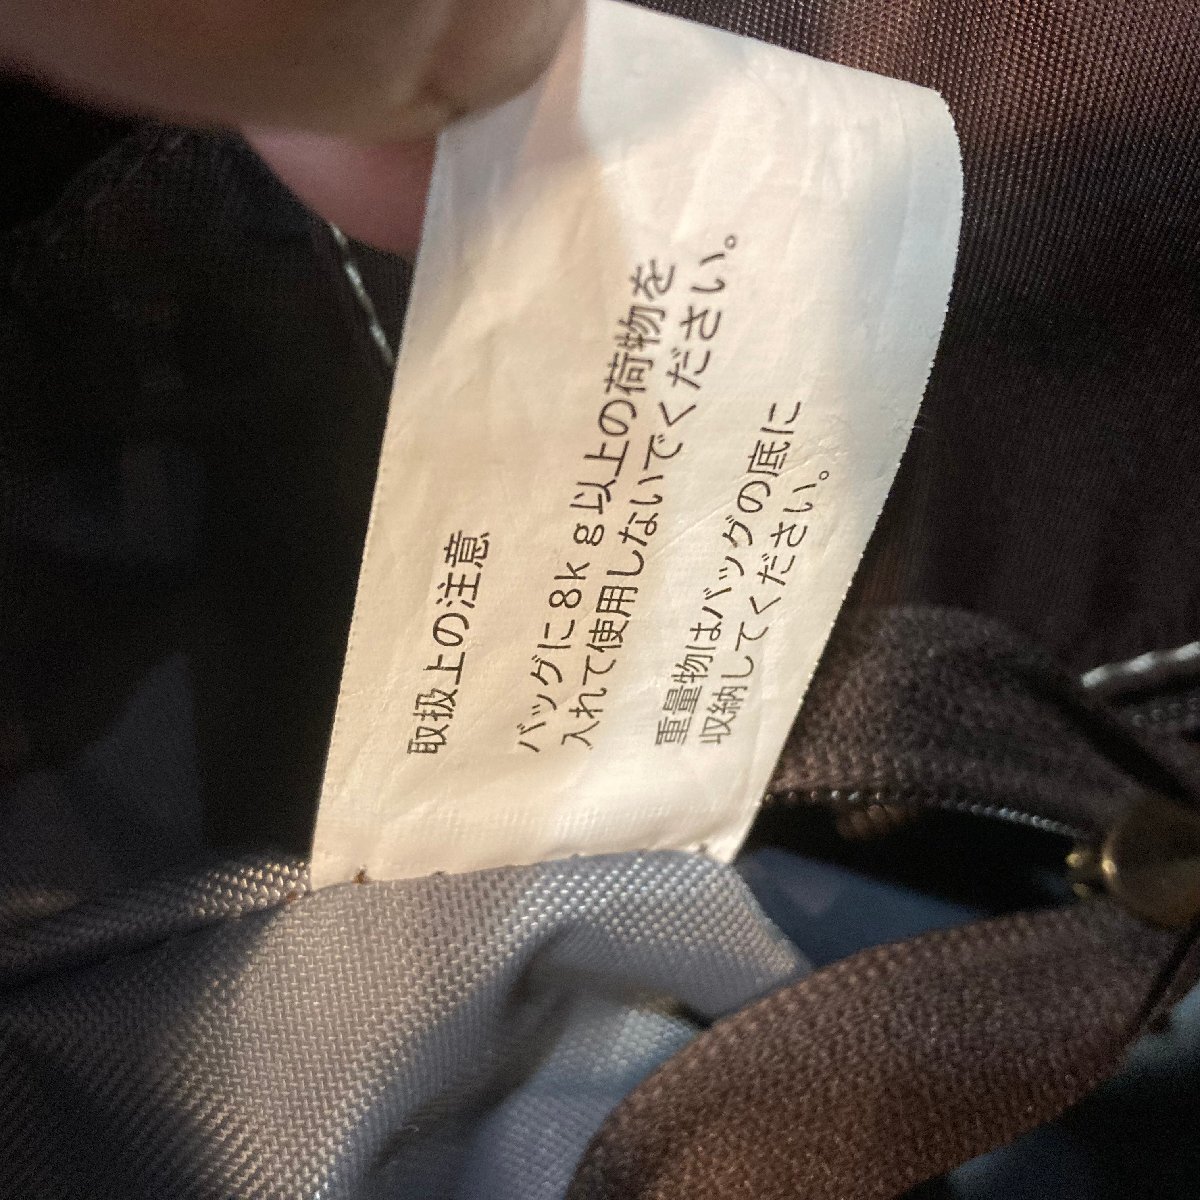 取扱上の注意
バッグに8kg以上の荷物を
入れて使用しないでください。
重量物はバッグの底に
収納してください。